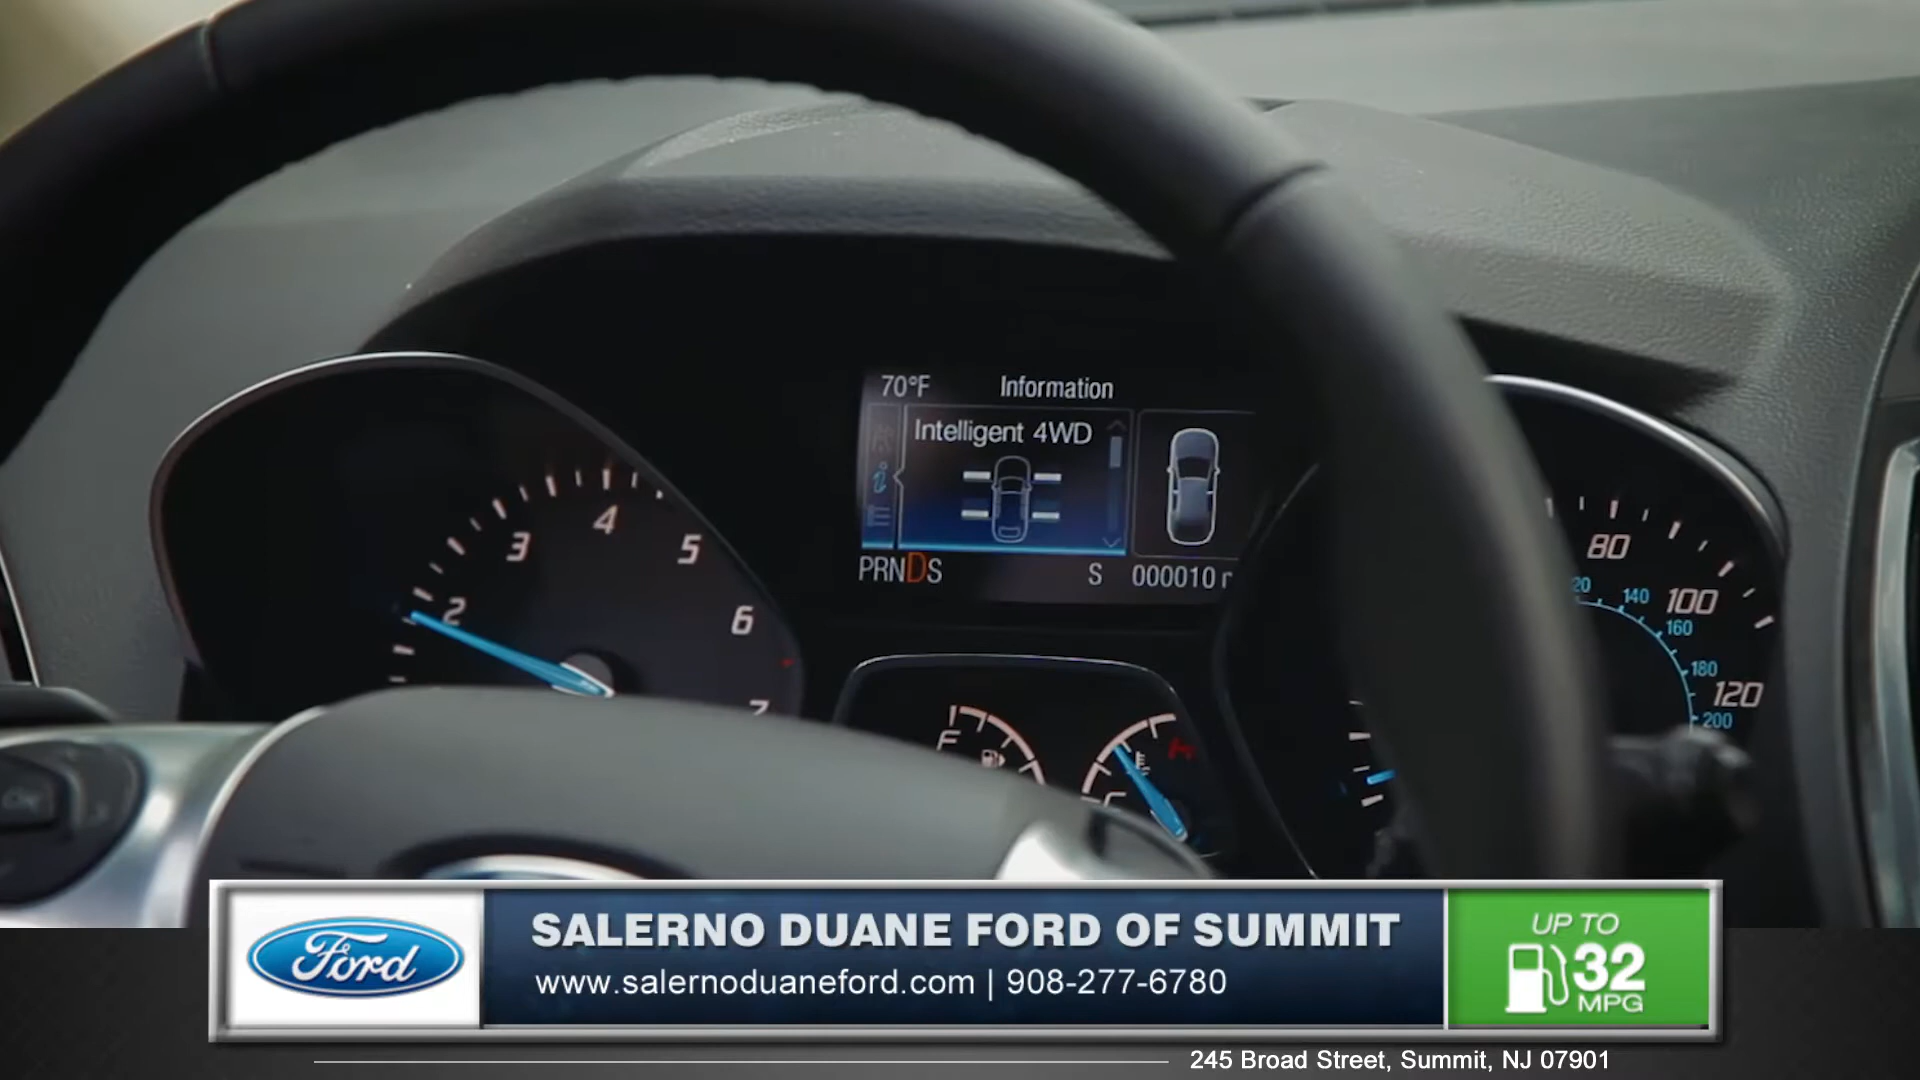 70°F Information
Intelligent 4WD
PRNDS S 000010
2 3 4 5 6 7
80 100 120
140 160 180 200
F
C
Ford
SALERNO DUANE FORD OF SUMMIT
www.salernoduaneford.com | 908-277-6780
UP TO
32
MPG
245 Broad Street, Summit, NJ 07901